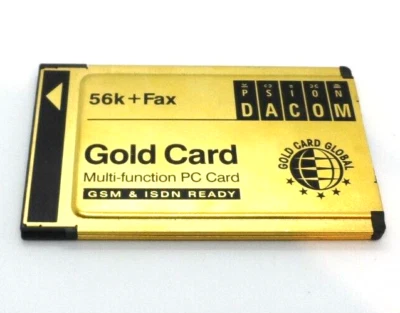 56k+Fax
PSION
DACOM
Gold Card
Multi-function PC Card
GSM & ISDN READY
GOLD CARD GLOBAL